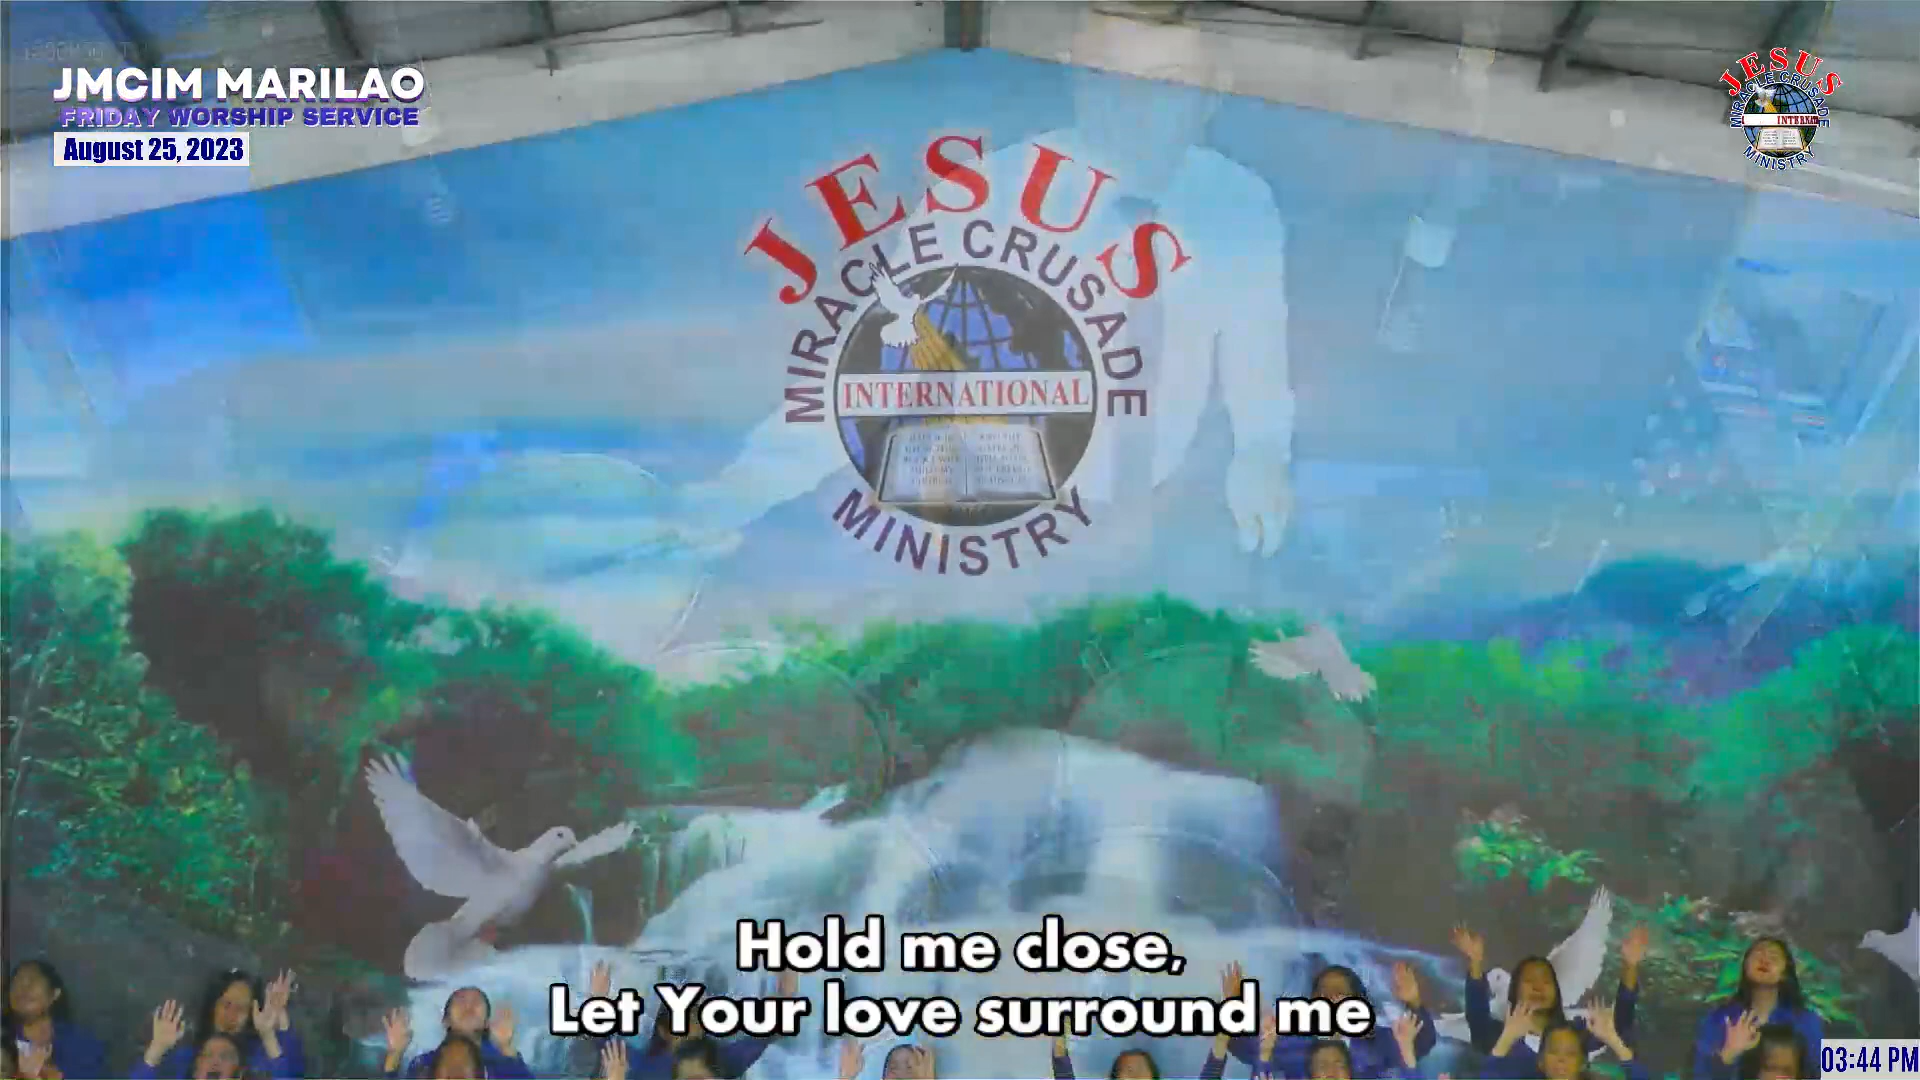 JMCIM MARILAO
FRIDAY WORSHIP SERVICE
August 25, 2023
JESUS
MIRACLE CRUSADE
INTERNATIONAL
MINISTRY
JESUS
MIRACLE CRUSADE
MINISTRY
Hold me close,
Let Your love surround me
03:44 PM